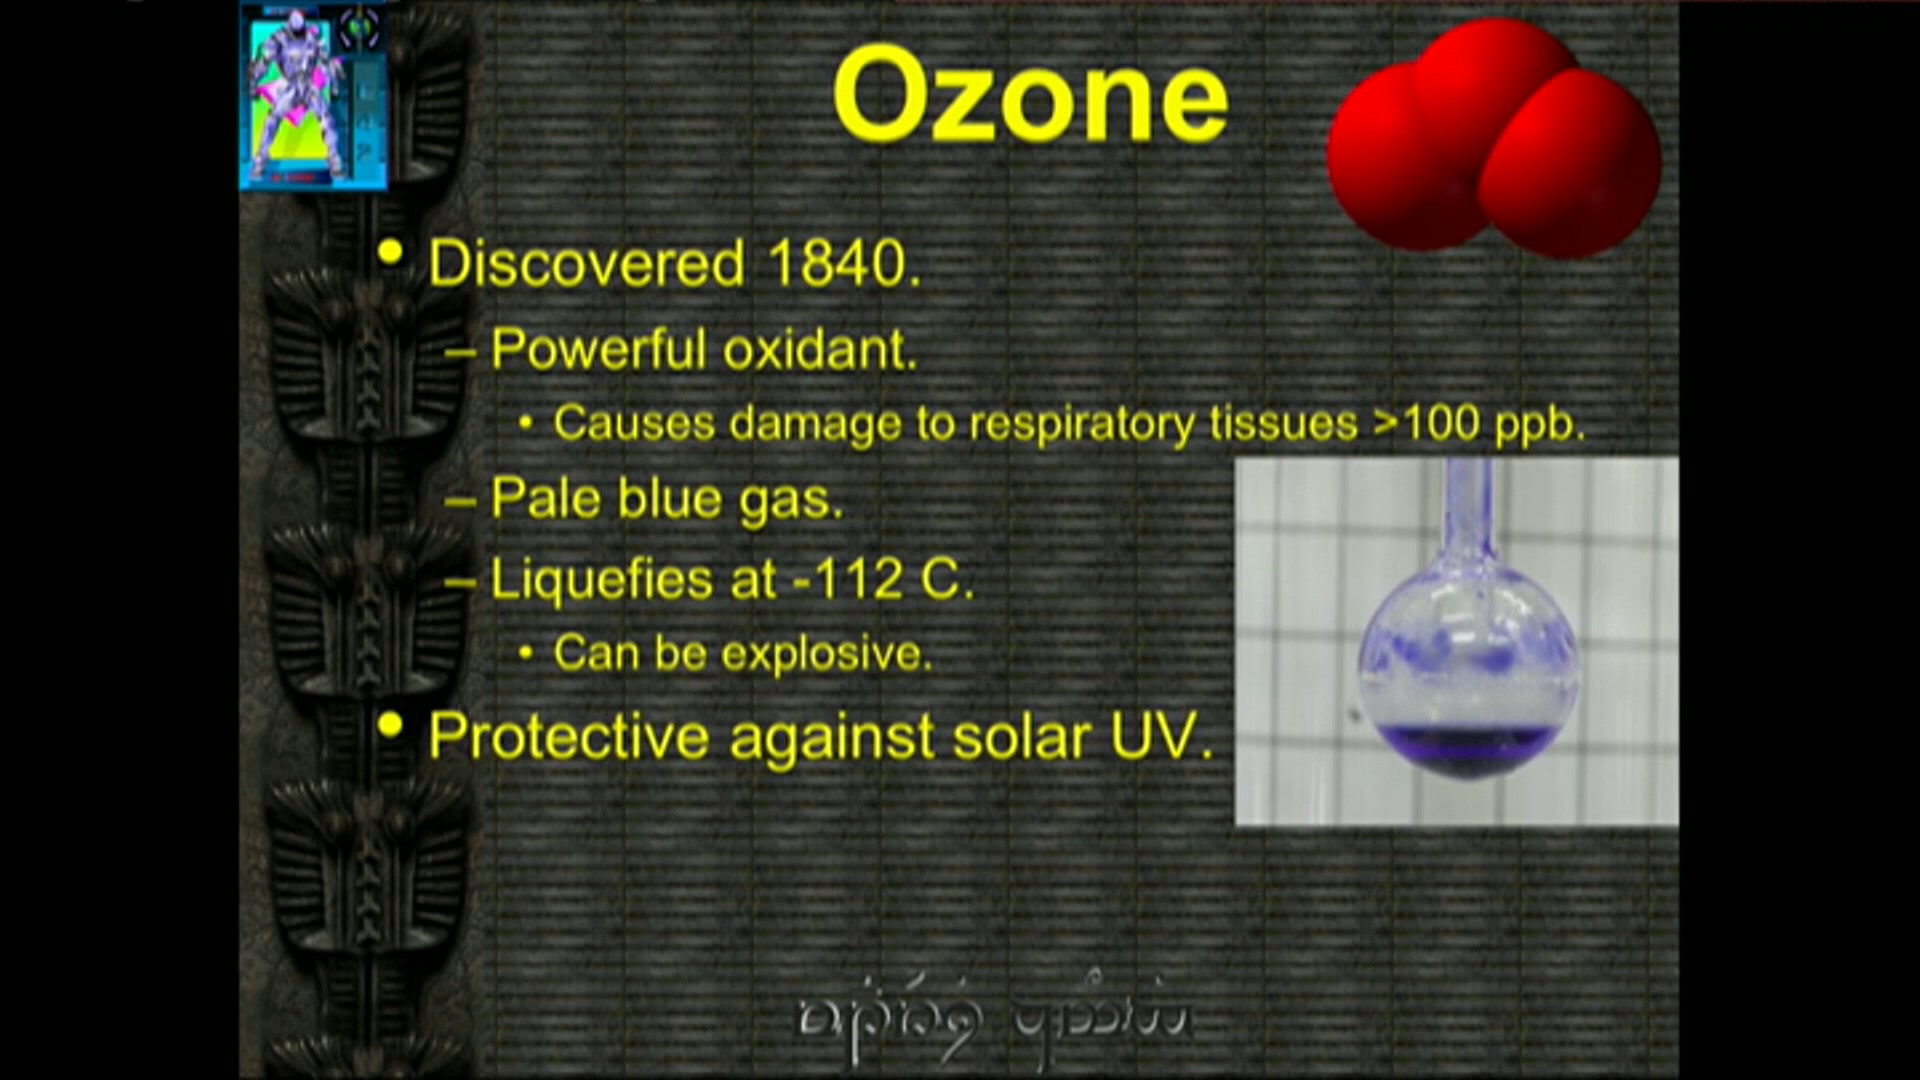 Ozone
• Discovered 1840.
– Powerful oxidant.
• Causes damage to respiratory tissues >100 ppb.
– Pale blue gas.
– Liquefies at -112 C.
• Can be explosive.
• Protective against solar UV.